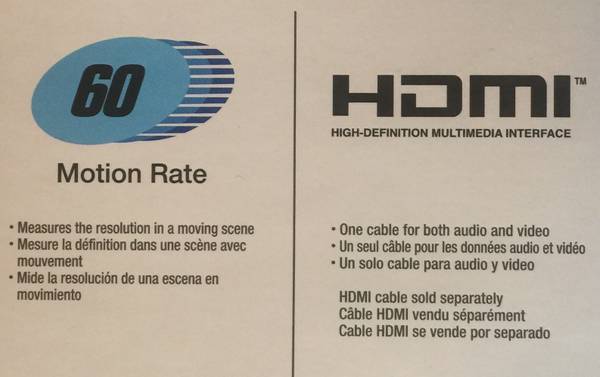 60
Motion Rate
• Measures the resolution in a moving scene
• Mesure la définition dans une scène avec
mouvement
• Mide la resolución de una escena en
movimiento
HDMI™
HIGH-DEFINITION MULTIMEDIA INTERFACE
• One cable for both audio and video
• Un seul câble pour les données audio et vidéo
• Un solo cable para audio y video
HDMI cable sold separately
Câble HDMI vendu séparément
Cable HDMI se vende por separado